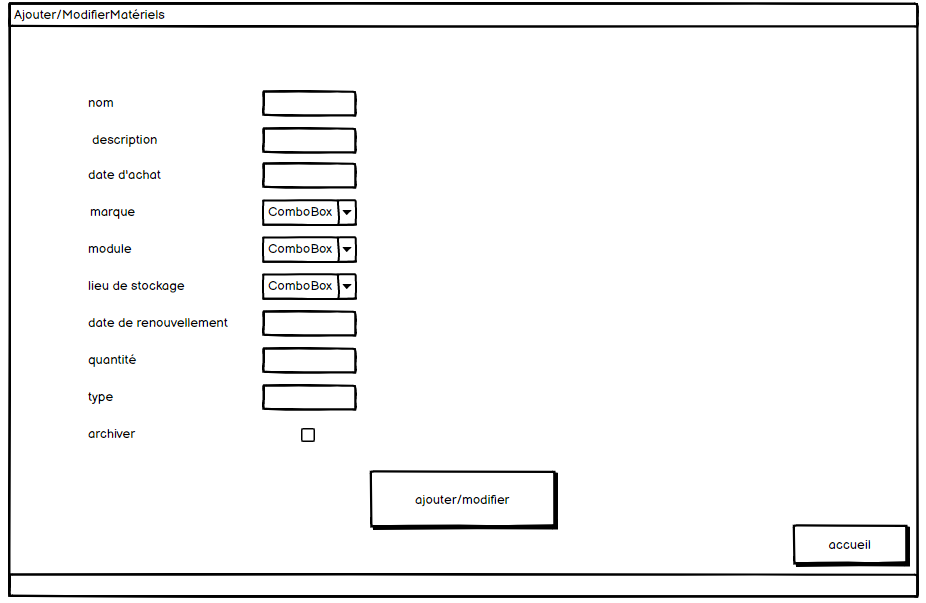 Ajouter/ModifierMatériels
nom
description
date d'achat
marque ComboBox
module ComboBox
lieu de stockage ComboBox
date de renouvellement
quantité
type
archiver
ajouter/modifier
accueil